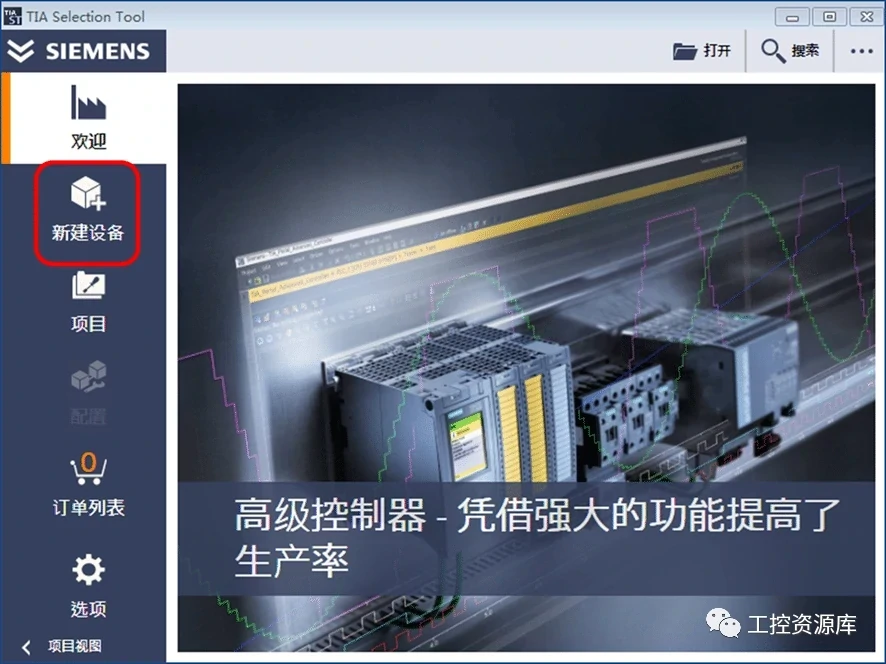 TIA Selection Tool
SIEMENS
打开
搜索
欢迎
新建设备
项目
配置
0
订单列表
选项
项目视图
高级控制器 - 凭借强大的功能提高了
生产率
工控资源库